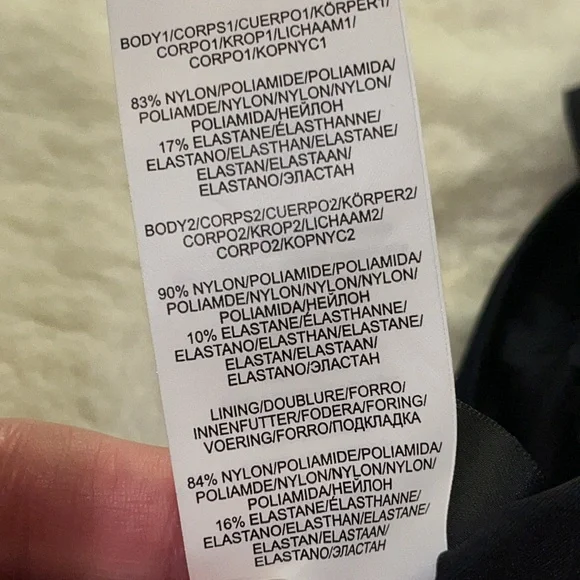 BODY1/CORPS1/CUERPO1/KÖRPER1/
CORPO1/KROP1/LICHAAM1/
CORPO1/KOPNYC1
83% NYLON/POLIAMIDE/POLIAMIDA/
POLIAMDE/NYLON/NYLON/NYLON/
POLIAMIDA/НЕЙЛОН
17% ELASTANE/ÉLASTHANNE/
ELASTANO/ELASTHAN/ELASTANE/
ELASTAN/ELASTAAN/
ELASTANO/ЭЛАСТАН
BODY2/CORPS2/CUERPO2/KÖRPER2/
CORPO2/KROP2/LICHAAM2/
CORPO2/KOPNYC2
90% NYLON/POLIAMIDE/POLIAMIDA/
POLIAMDE/NYLON/NYLON/NYLON/
POLIAMIDA/НЕЙЛОН
10% ELASTANE/ÉLASTHANNE/
ELASTANO/ELASTHAN/ELASTANE/
ELASTAN/ELASTAAN/
ELASTANO/ЭЛАСТАН
LINING/DOUBLURE/FORRO/
INNENFUTTER/FODERA/FORING/
VOERING/FORRO/ПОДКЛАДКА
84% NYLON/POLIAMIDE/POLIAMIDA/
POLIAMDE/NYLON/NYLON/NYLON/
POLIAMIDA/НЕЙЛОН
16% ELASTANE/ÉLASTHANNE/
ELASTANO/ELASTHAN/ELASTANE/
ELASTAN/ELASTAAN/
ELASTANO/ЭЛАСТАН